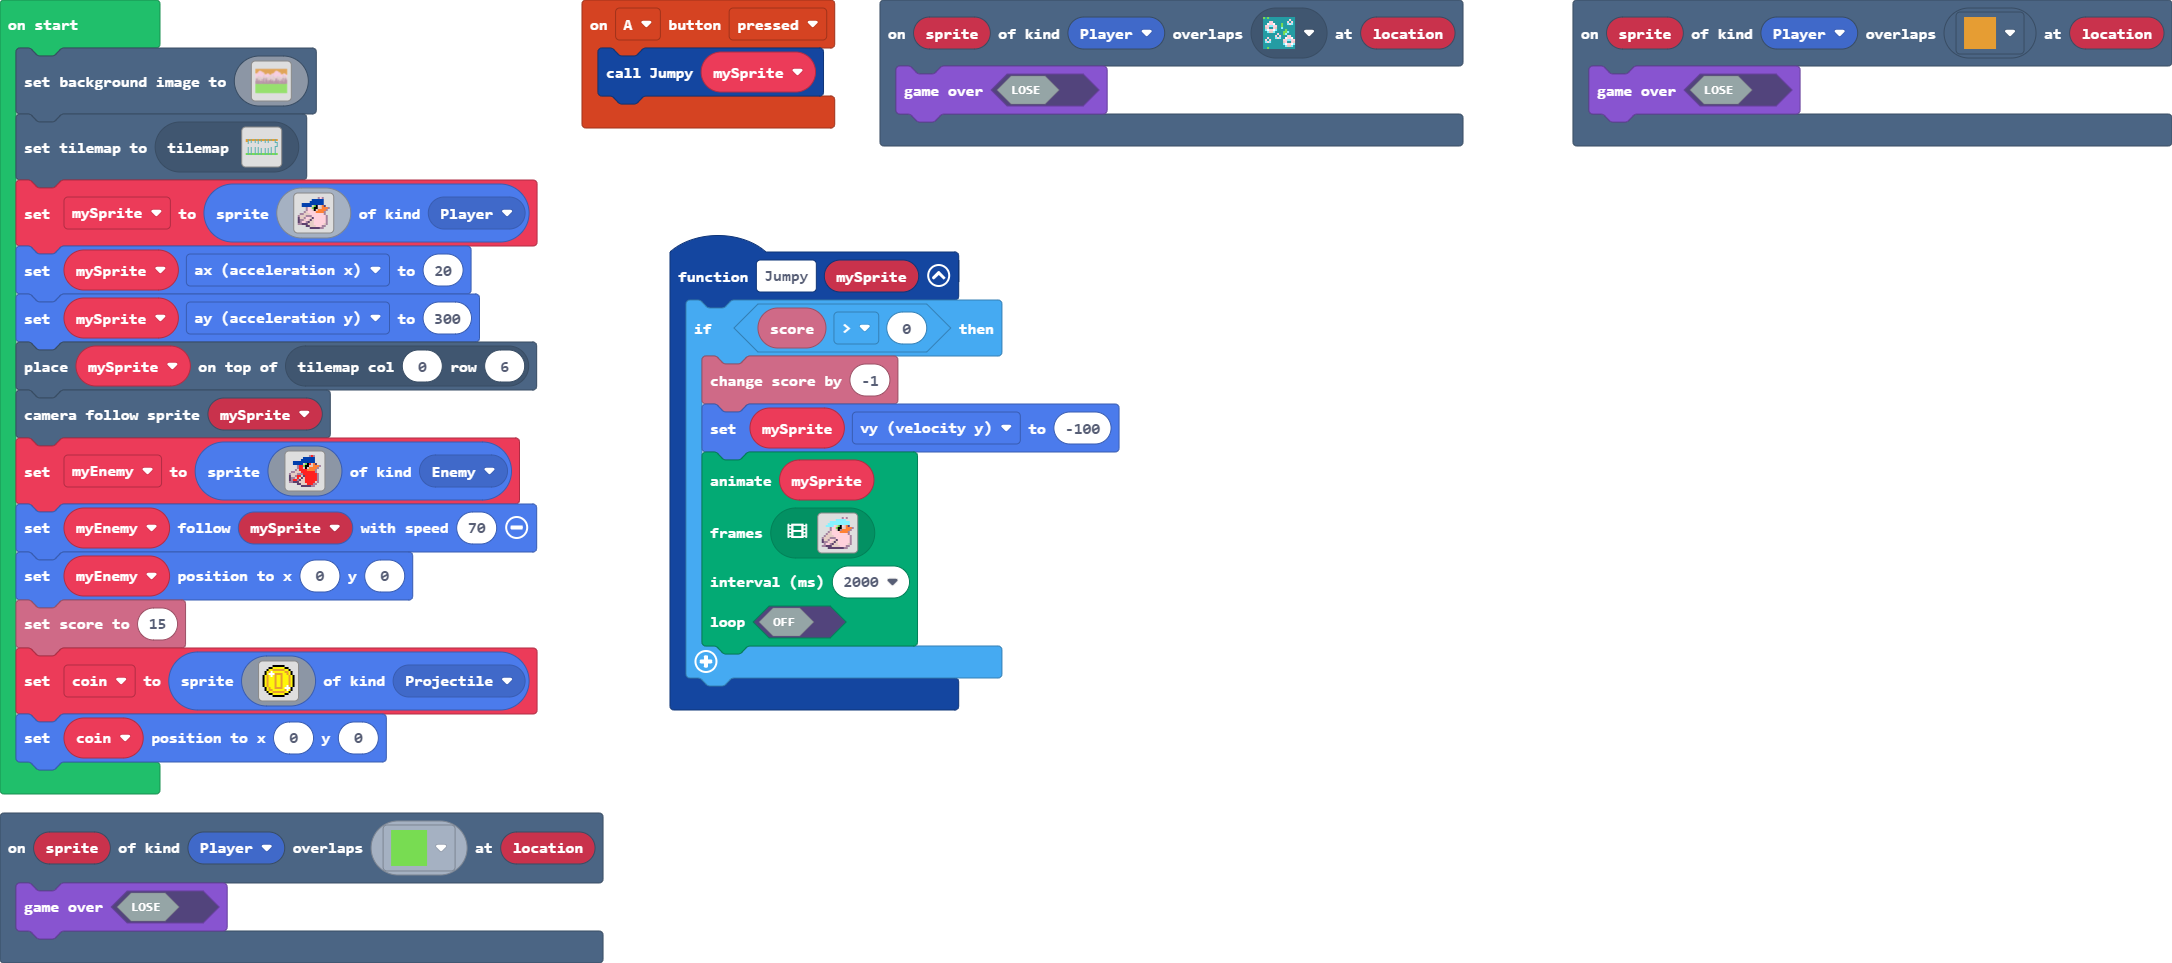 on start
set background image to
set tilemap to tilemap
set mySprite to sprite of kind Player
set mySprite ax (acceleration x) to 20
set mySprite ay (acceleration y) to 300
place mySprite on top of tilemap col 0 row 6
camera follow sprite mySprite
set myEnemy to sprite of kind Enemy
set myEnemy follow mySprite with speed 70
set myEnemy position to x 0 y 0
set score to 15
set coin to sprite of kind Projectile
set coin position to x 0 y 0
on A button pressed
call Jumpy mySprite
on sprite of kind Player overlaps at location
game over LOSE
on sprite of kind Player overlaps at location
game over LOSE
function Jumpy mySprite
if score > 0 then
change score by -1
set mySprite vy (velocity y) to -100
animate mySprite
frames
interval (ms) 2000
loop OFF
on sprite of kind Player overlaps at location
game over LOSE